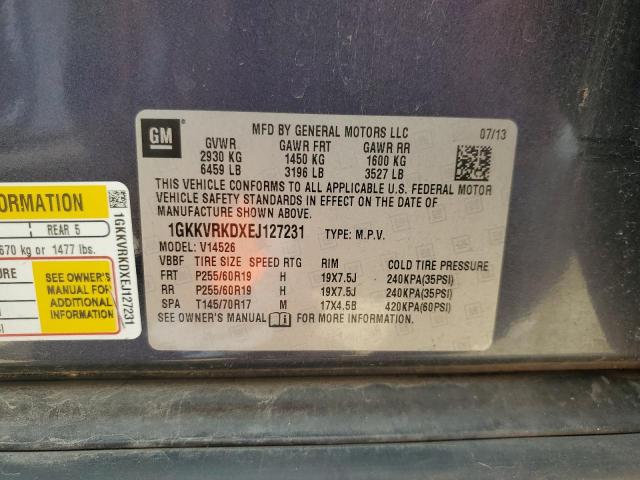 GM
MFD BY GENERAL MOTORS LLC 07/13
GVWR GAWR FRT GAWR RR
2930 KG 1450 KG 1600 KG
6459 LB 3196 LB 3527 LB
THIS VEHICLE CONFORMS TO ALL APPLICABLE U.S. FEDERAL MOTOR
VEHICLE SAFETY STANDARDS IN EFFECT ON THE DATE OF
MANUFACTURE SHOWN ABOVE.
1GKKVRKDXEJ127231 TYPE: M.P.V.
MODEL: V14526
VBBF TIRE SIZE SPEED RTG RIM COLD TIRE PRESSURE
FRT P255/60R19 H 19X7.5J 240KPA(35PSI)
RR P255/60R19 H 19X7.5J 240KPA(35PSI)
SPA T145/70R17 M 17X4.5B 420KPA(60PSI)
SEE OWNER'S MANUAL FOR MORE INFORMATION.
ORMATION
REAR 5
670 kg or 1477 lbs.
SEE OWNER'S
MANUAL FOR
ADDITIONAL
INFORMATION
1GKKVRKDXEJ127231